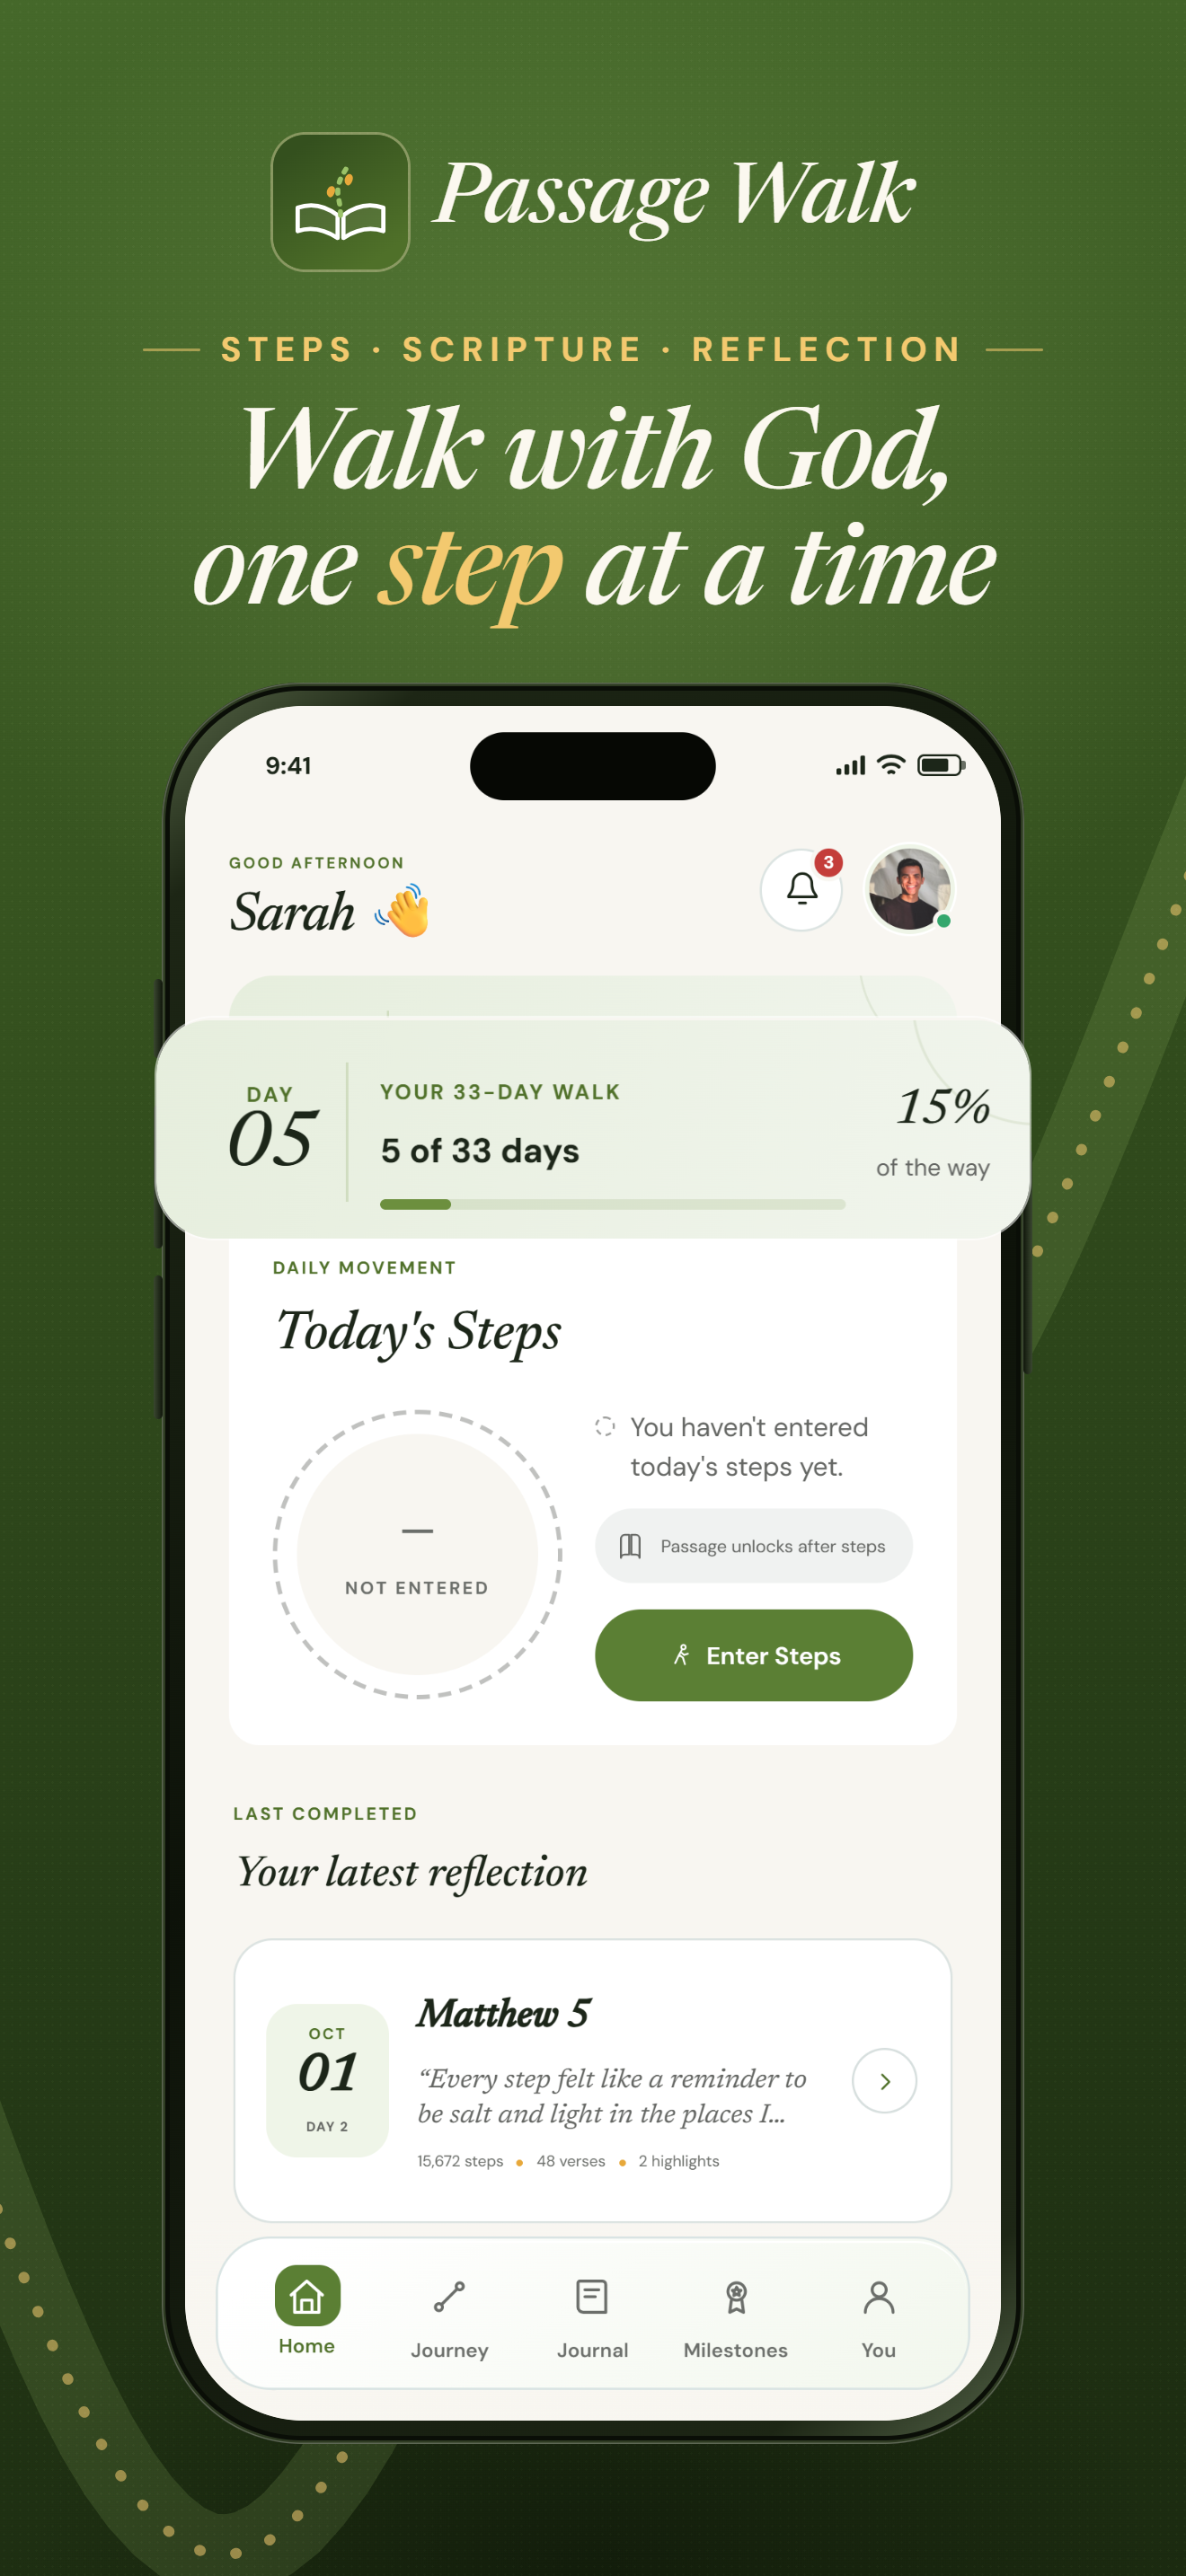 Passage Walk
STEPS · SCRIPTURE · REFLECTION
Walk with God,
one step at a time
9:41
GOOD AFTERNOON
Sarah 👋
3
DAY
05
YOUR 33-DAY WALK
5 of 33 days
15%
of the way
DAILY MOVEMENT
Today's Steps
—
NOT ENTERED
You haven't entered
today's steps yet.
Passage unlocks after steps
Enter Steps
LAST COMPLETED
Your latest reflection
OCT
01
DAY 2
Matthew 5
“Every step felt like a reminder to
be salt and light in the places I...
15,672 steps • 48 verses • 2 highlights
Home
Journey
Journal
Milestones
You